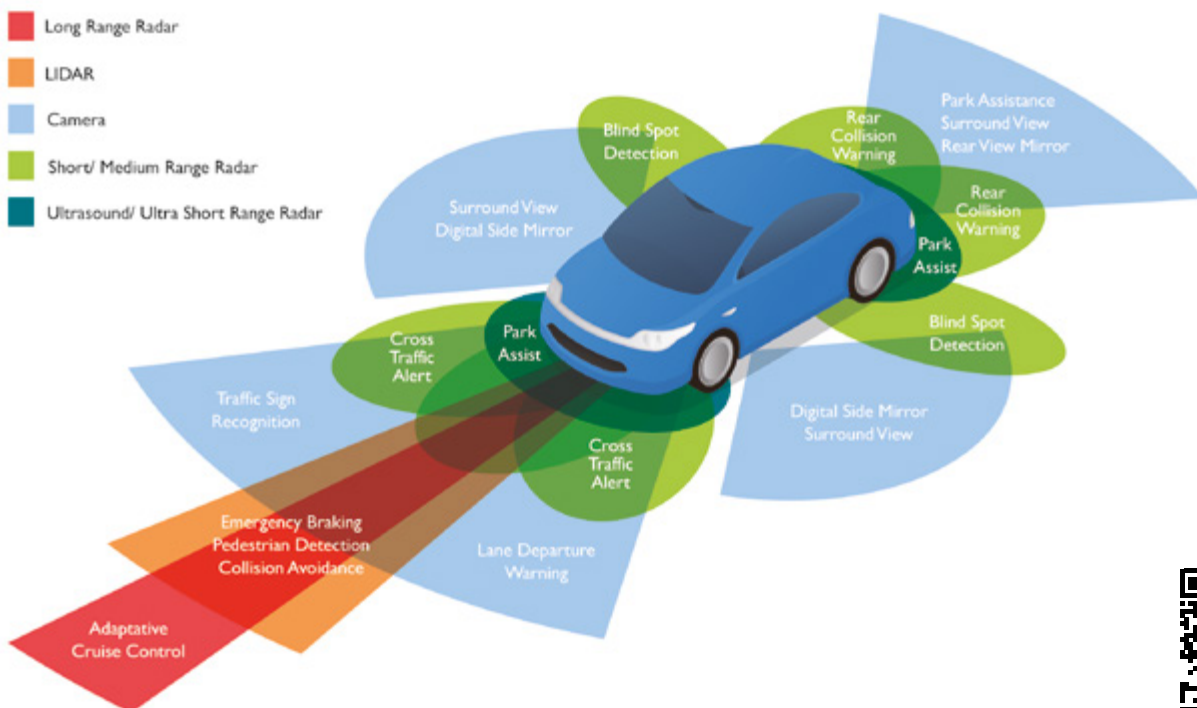 Long Range Radar
LIDAR
Camera
Short/ Medium Range Radar
Ultrasound/ Ultra Short Range Radar
Blind Spot
Detection
Rear
Collision
Warning
Park Assistance
Surround View
Rear View Mirror
Surround View
Digital Side Mirror
Rear
Collision
Warning
Park
Assist
Blind Spot
Detection
Cross
Traffic
Alert
Park
Assist
Traffic Sign
Recognition
Digital Side Mirror
Surround View
Cross
Traffic
Alert
Emergency Braking
Pedestrian Detection
Collision Avoidance
Lane Departure
Warning
Adaptative
Cruise Control